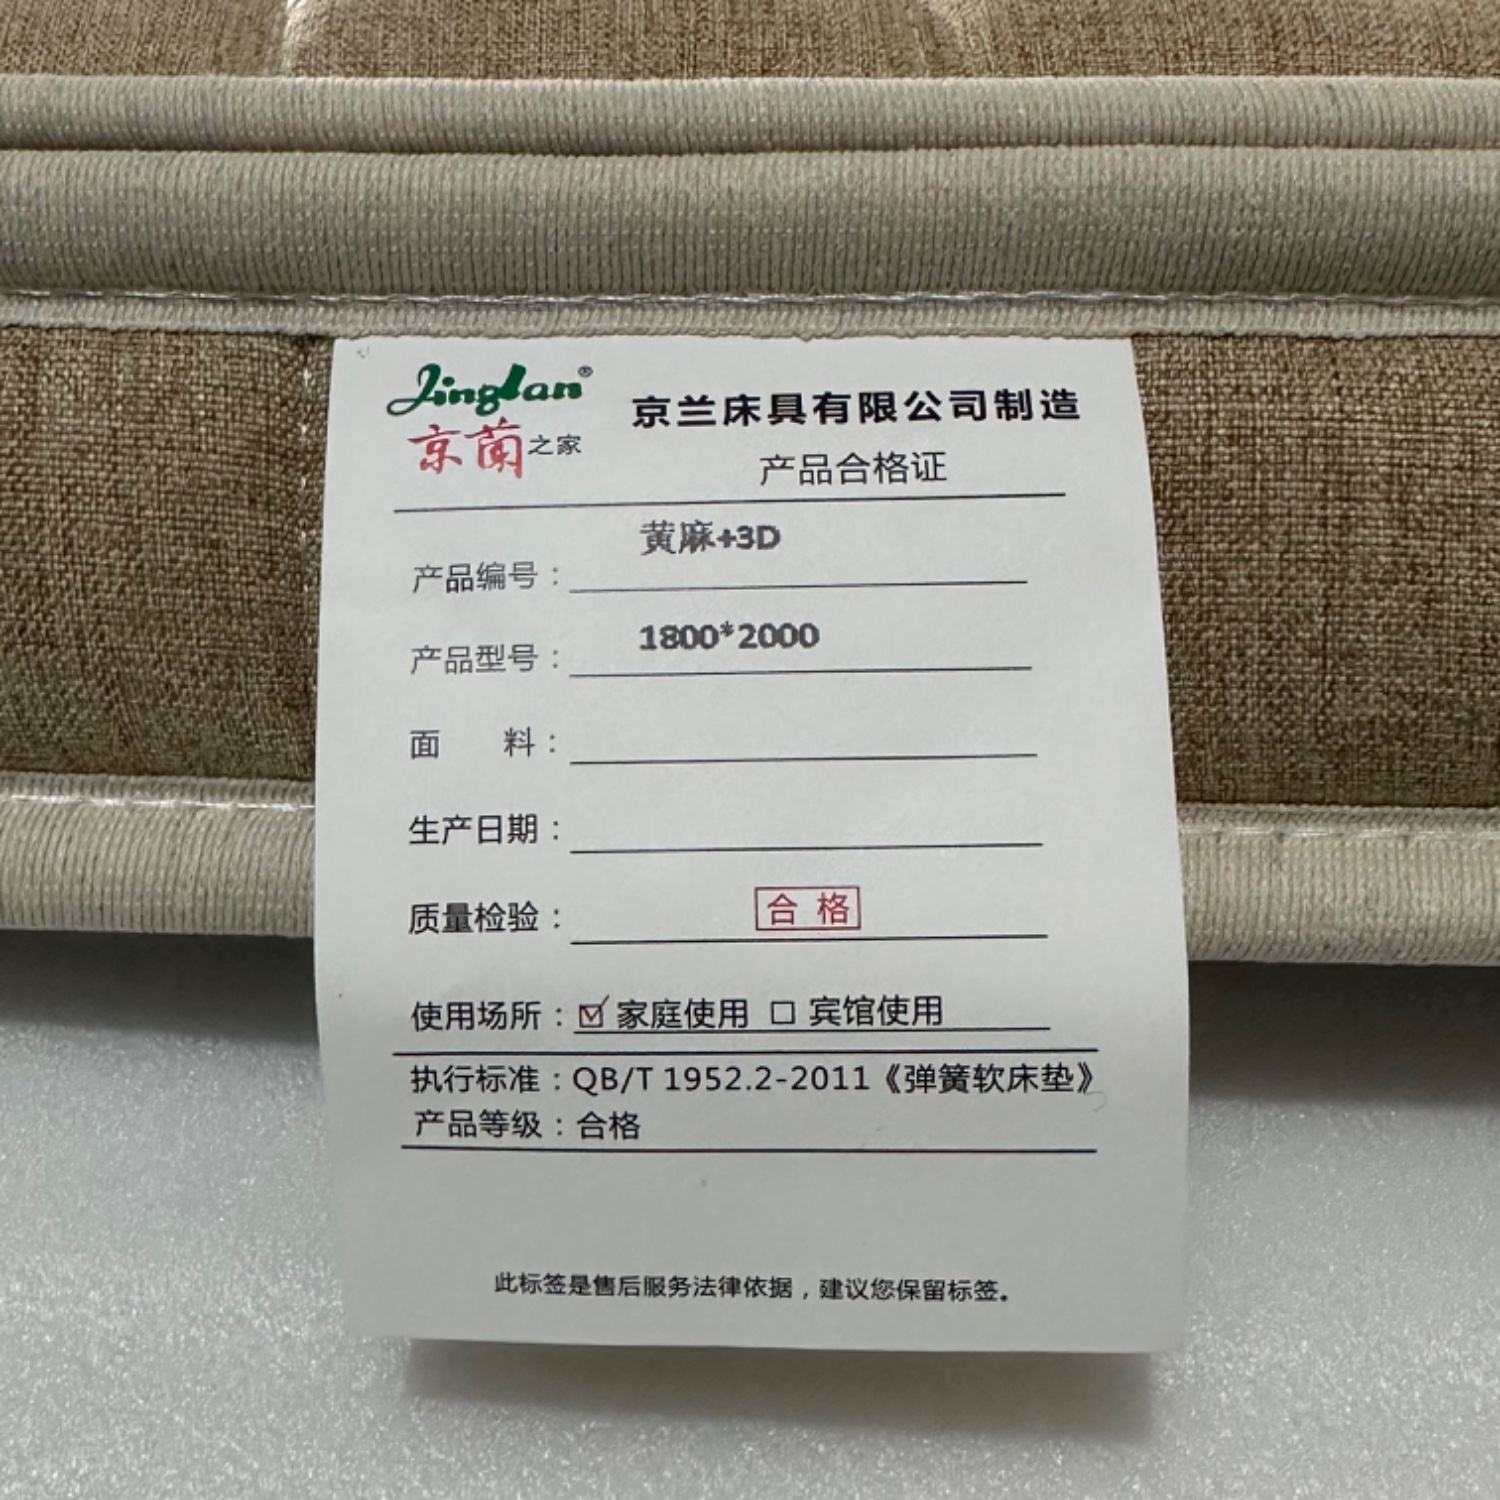 Jinglan®
京蘭之家
京兰床具有限公司制造
产品合格证
产品编号：黄麻+3D
产品型号：1800*2000
面 料：
生产日期：
质量检验：合格
使用场所：☑ 家庭使用 □ 宾馆使用
执行标准：QB/T 1952.2-2011《弹簧软床垫》
产品等级：合格
此标签是售后服务法律依据，建议您保留标签。